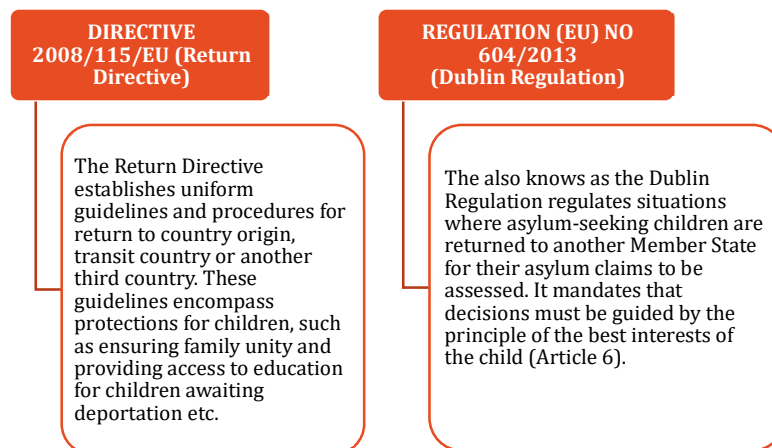 DIRECTIVE
2008/115/EU (Return
Directive)
The Return Directive
establishes uniform
guidelines and procedures for
return to country origin,
transit country or another
third country. These
guidelines encompass
protections for children, such
as ensuring family unity and
providing access to education
for children awaiting
deportation etc.
REGULATION (EU) NO
604/2013
(Dublin Regulation)
The also knows as the Dublin
Regulation regulates situations
where asylum-seeking children are
returned to another Member State
for their asylum claims to be
assessed. It mandates that
decisions must be guided by the
principle of the best interests of
the child (Article 6).